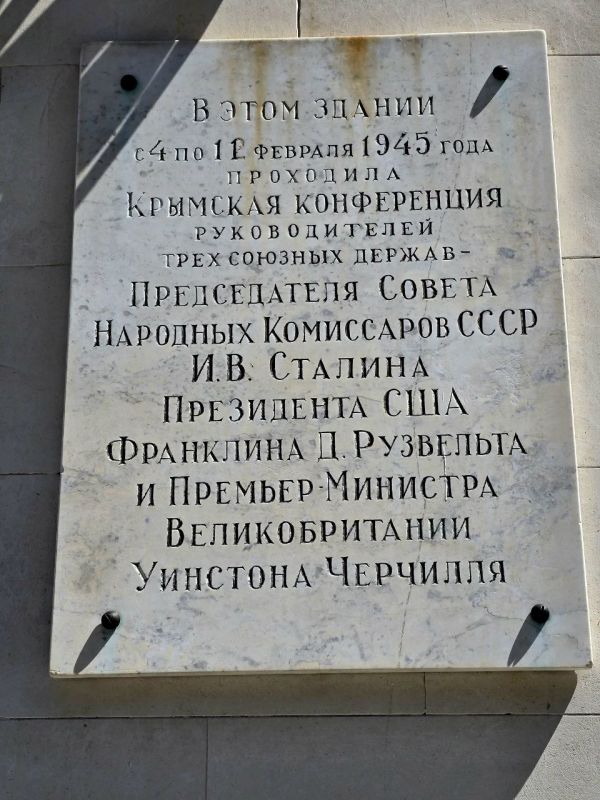 В ЭТОМ ЗДАНИИ
С 4 ПО 12 ФЕВРАЛЯ 1945 ГОДА
ПРОХОДИЛА
КРЫМСКАЯ КОНФЕРЕНЦИЯ
РУКОВОДИТЕЛЕЙ
ТРЕХ СОЮЗНЫХ ДЕРЖАВ–
ПРЕДСЕДАТЕЛЯ СОВЕТА
НАРОДНЫХ КОМИССАРОВ СССР
И.В. СТАЛИНА
ПРЕЗИДЕНТА США
ФРАНКЛИНА Д. РУЗВЕЛЬТА
И ПРЕМЬЕР-МИНИСТРА
ВЕЛИКОБРИТАНИИ
УИНСТОНА ЧЕРЧИЛЛЯ